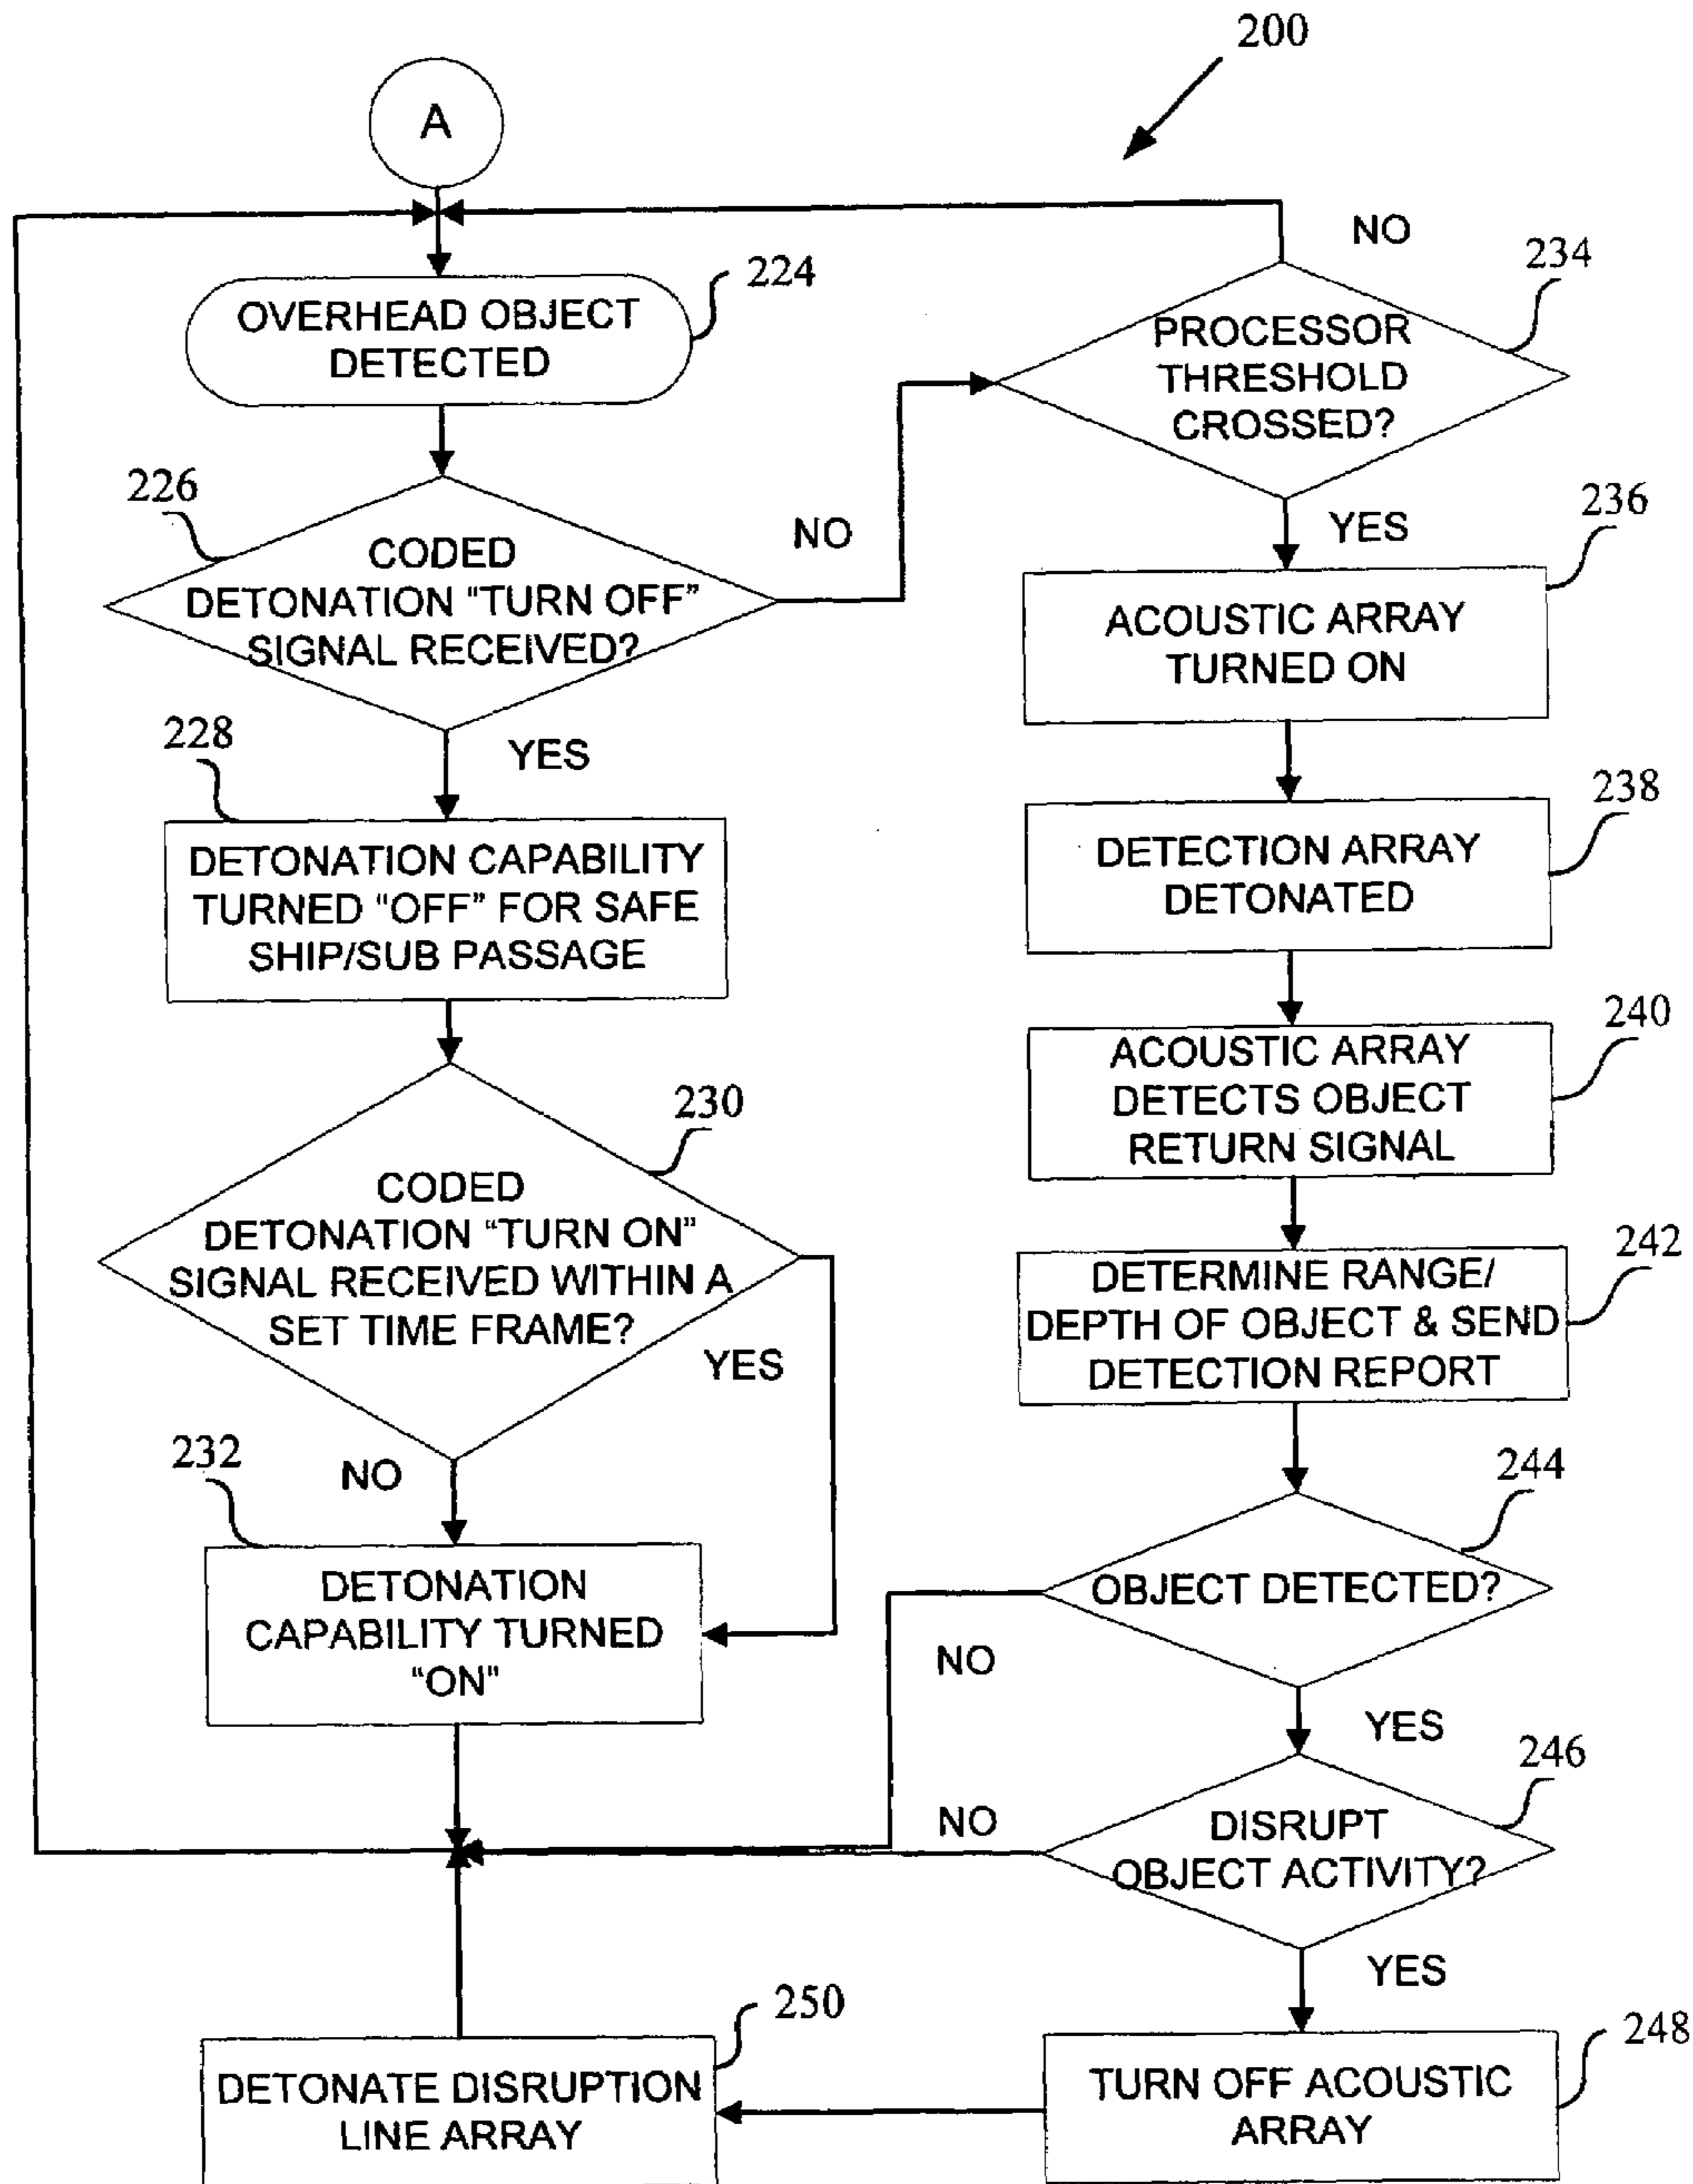 200
A
OVERHEAD OBJECT
DETECTED
224
226
CODED
DETONATION "TURN OFF"
SIGNAL RECEIVED?
NO
YES
228
DETONATION CAPABILITY
TURNED "OFF" FOR SAFE
SHIP/SUB PASSAGE
230
CODED
DETONATION “TURN ON”
SIGNAL RECEIVED WITHIN A
SET TIME FRAME?
YES
NO
232
DETONATION
CAPABILITY TURNED
"ON"
NO
234
PROCESSOR
THRESHOLD
CROSSED?
YES
236
ACOUSTIC ARRAY
TURNED ON
238
DETECTION ARRAY
DETONATED
240
ACOUSTIC ARRAY
DETECTS OBJECT
RETURN SIGNAL
242
DETERMINE RANGE/
DEPTH OF OBJECT & SEND
DETECTION REPORT
244
OBJECT DETECTED?
NO
YES
246
DISRUPT
OBJECT ACTIVITY?
NO
YES
248
TURN OFF ACOUSTIC
ARRAY
250
DETONATE DISRUPTION
LINE ARRAY